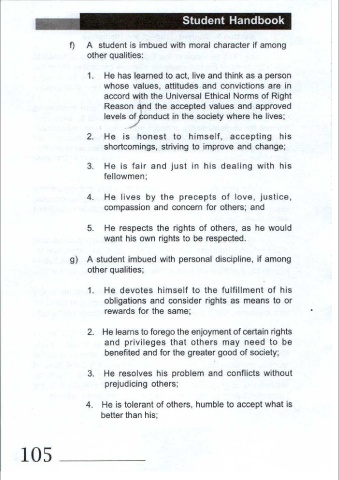 Student Handbook
f) A student is imbued with moral character if among
other qualities:
1. He has learned to act, live and think as a person
whose values, attitudes and convictions are in
accord with the Universal Ethical Norms of Right
Reason and the accepted values and approved
levels of conduct in the society where he lives;
2. He is honest to himself, accepting his
shortcomings, striving to improve and change;
3. He is fair and just in his dealing with his
fellowmen;
4. He lives by the precepts of love, justice,
compassion and concern for others; and
5. He respects the rights of others, as he would
want his own rights to be respected.
g) A student imbued with personal discipline, if among
other qualities;
1. He devotes himself to the fulfillment of his
obligations and consider rights as means to or
rewards for the same;
2. He learns to forego the enjoyment of certain rights
and privileges that others may need to be
benefited and for the greater good of society;
3. He resolves his problem and conflicts without
prejudicing others;
4. He is tolerant of others, humble to accept what is
better than his;
105